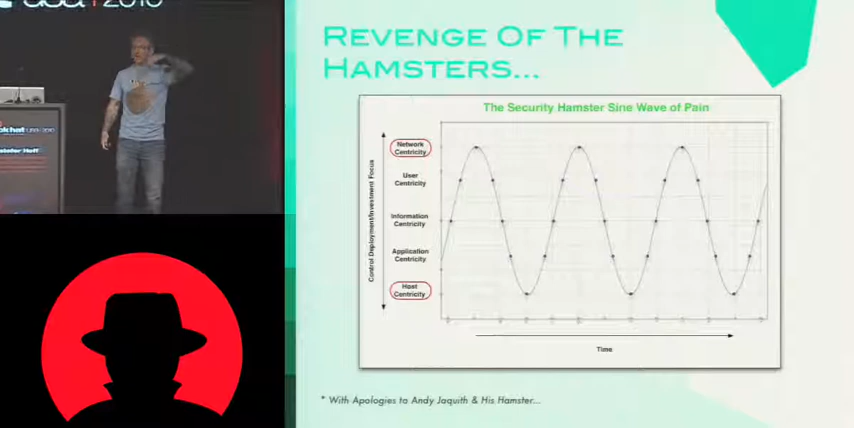 REVENGE OF THE
HAMSTERS...
The Security Hamster Sine Wave of Pain
Control Deployment/Investment Focus
Network
Centricity
User
Centricity
Information
Centricity
Application
Centricity
Host
Centricity
Time
* With Apologies to Andy Jaquith & His Hamster...